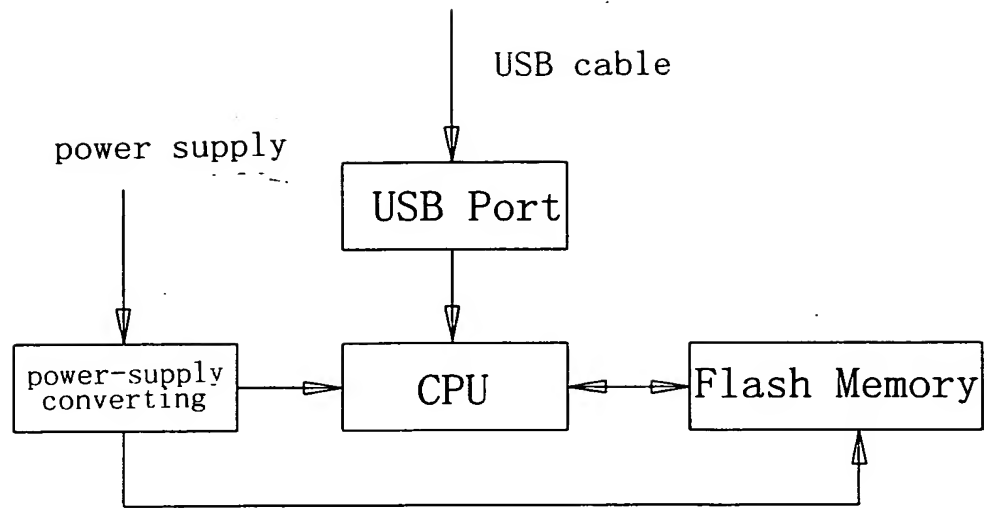 USB cable
power supply
USB Port
power-supply
converting
CPU
Flash Memory